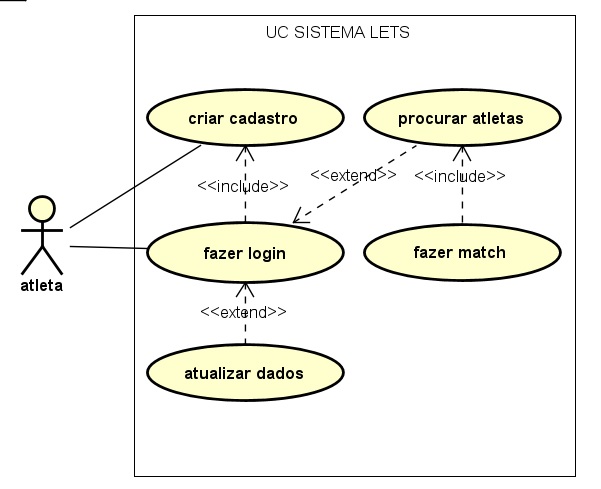 UC SISTEMA LETS
criar cadastro
procurar atletas
<<include>>
<<extend>>
<<include>>
fazer login
fazer match
atleta
<<extend>>
atualizar dados